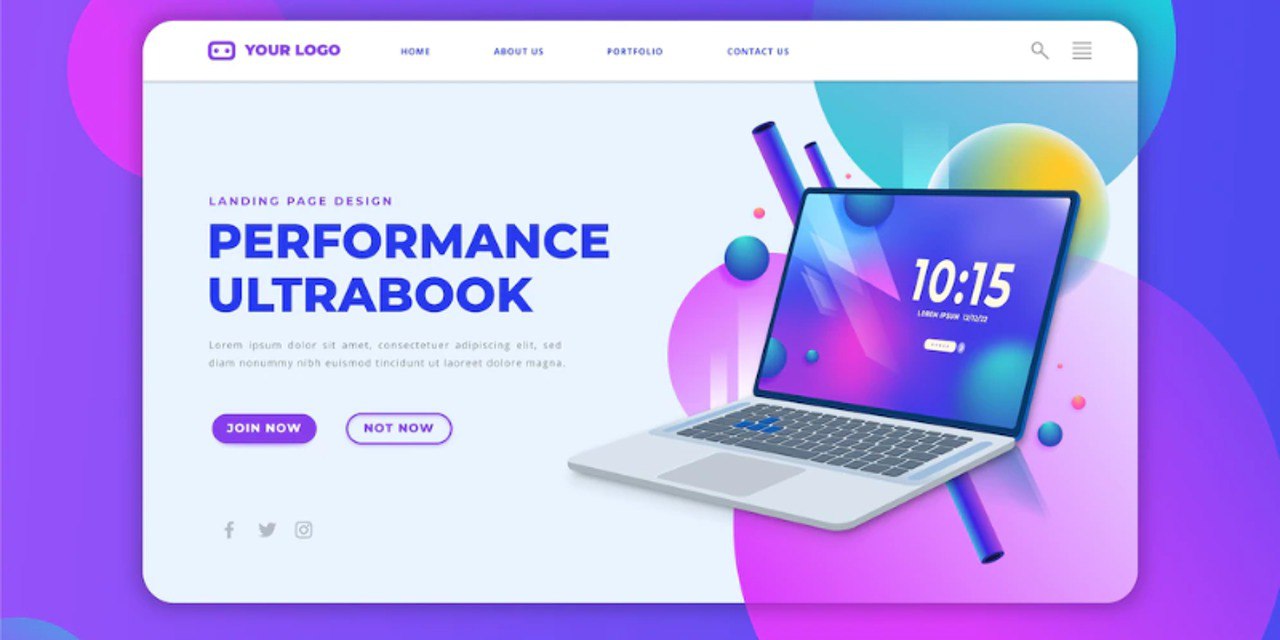 YOUR LOGO
HOME
ABOUT US
PORTFOLIO
CONTACT US
LANDING PAGE DESIGN
PERFORMANCE
ULTRABOOK
Lorem ipsum dolor sit amet, consectetuer adipiscing elit, sed
diam nonummy nibh euismod tincidunt ut laoreet dolore magna.
JOIN NOW
NOT NOW
10:15
LOREM IPSUM 12/12/22